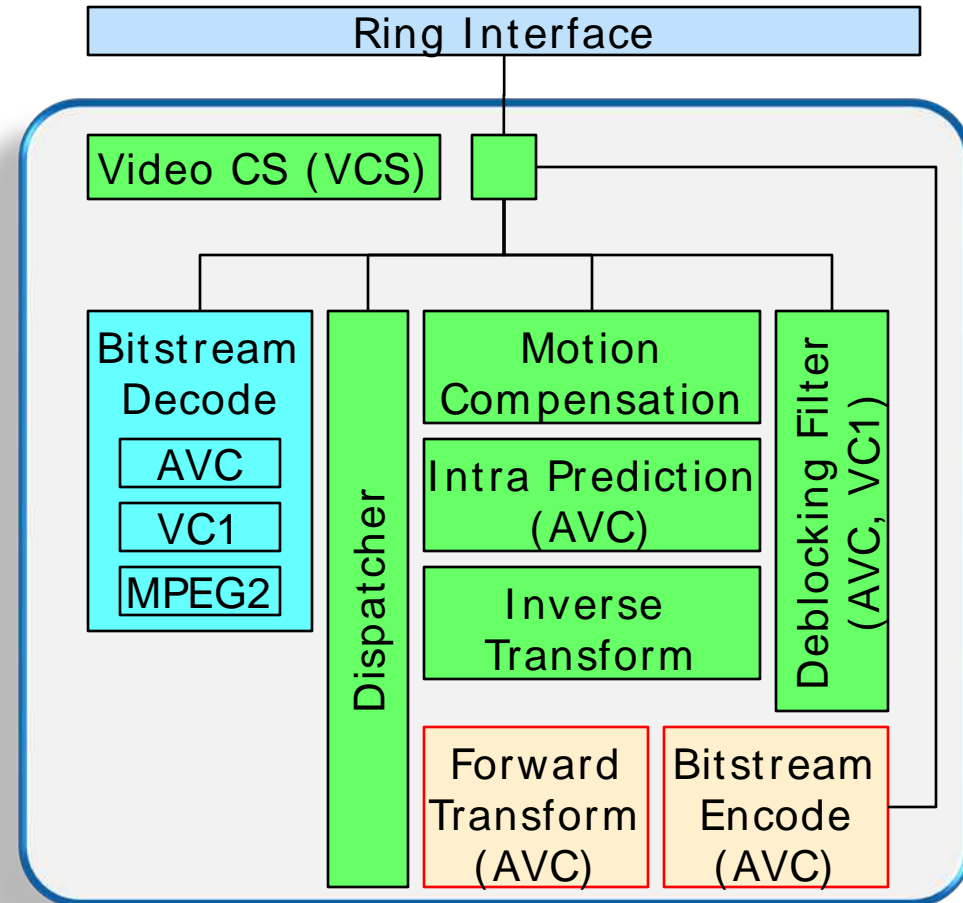 Ring Interface
Video CS (VCS)
Bitstream
Decode
AVC
VC1
MPEG2
Dispatcher
Motion
Compensation
Intra Prediction
(AVC)
Inverse
Transform
Deblocking Filter
(AVC, VC1)
Forward
Transform
(AVC)
Bitstream
Encode
(AVC)